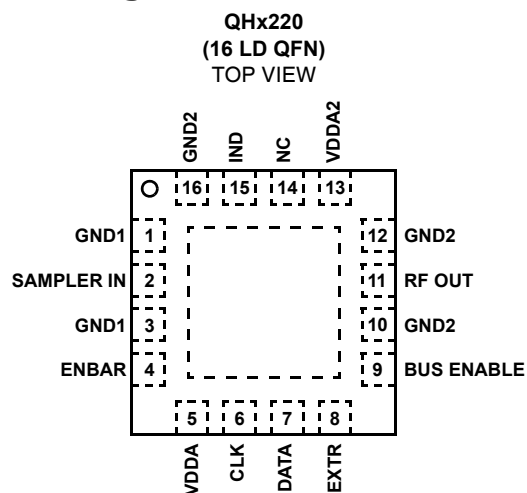 QHx220
(16 LD QFN)
TOP VIEW
GND2
IND
NC
VDDA2
16
15
14
13
GND1 1
12 GND2
SAMPLER IN 2
11 RF OUT
GND1 3
10 GND2
ENBAR 4
9 BUS ENABLE
5
6
7
8
VDDA
CLK
DATA
EXTR